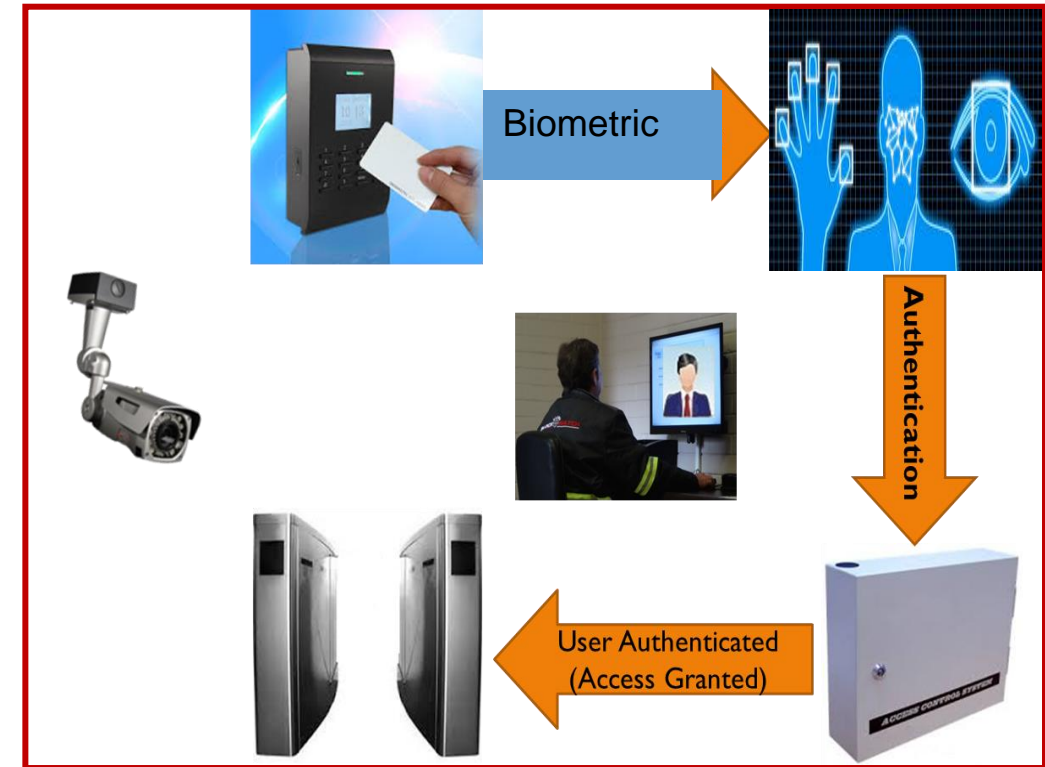 Biometric
Authentication
User Authenticated
(Access Granted)
ACCESS CONTROL SYSTEM